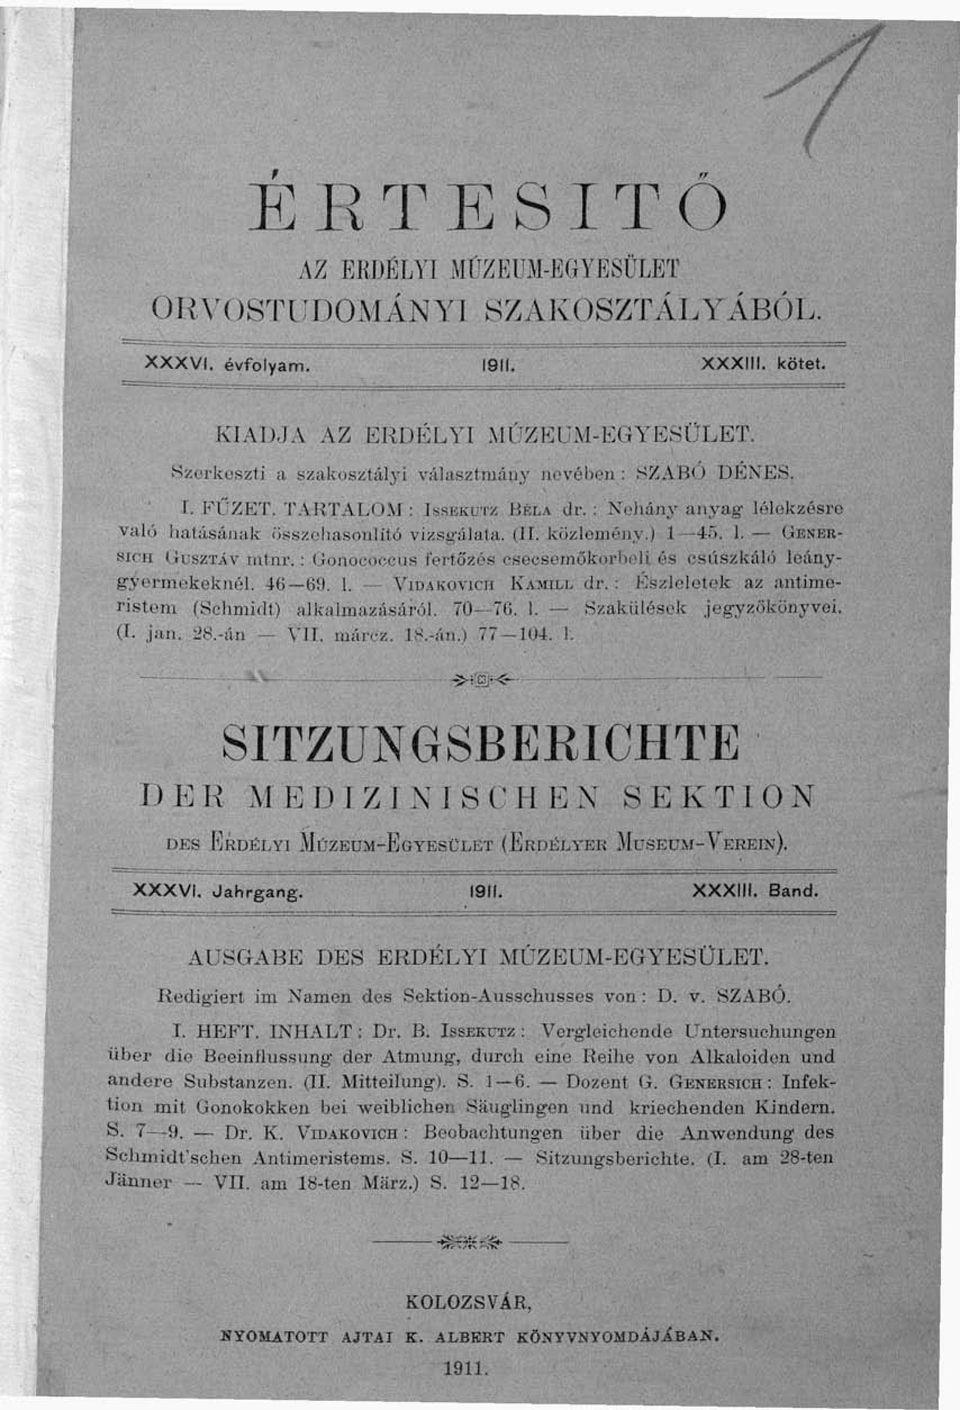 1
ÉRTESITŐ
AZ ERDÉLYI MÚZEUM-EGYESÜLET
ORVOSTUDOMÁNYI SZAKOSZTÁLYÁBÓL.
XXXVI. évfolyam. 1911. XXXIII. kötet.
KIADJA AZ ERDÉLYI MÚZEUM-EGYESÜLET.
Szerkeszti a szakosztályi választmány nevében: SZABÓ DÉNES.
I. FŰZET. TARTALOM: ISSEKUTZ BÉLA dr.: Nehány anyag lélekzésre
való hatásának összehasonlító vizsgálata. (II. közlemény.) 1—45. l. — GENER-
SICH GUSZTÁV mtnr.: Gonococcus fertőzés csecsemőkorbeli és csúszkáló leány-
gyermekeknél. 46—69. l. — VIDAKOVICH KAMILL dr.: Észleletek az antime-
ristem (Schmidt) alkalmazásáról. 70—76. l. — Szakülések jegyzőkönyvei.
(I. jan. 28.-án — VII. márcz. 18.-án.) 77—104. l.
SITZUNGSBERICHTE
DER MEDIZINISCHEN SEKTION
DES ERDÉLYI MÚZEUM-EGYESÜLET (ERDÉLYER MUSEUM-VEREIN).
XXXVI. Jahrgang. 1911. XXXIII. Band.
AUSGABE DES ERDÉLYI MÚZEUM-EGYESÜLET.
Redigiert im Namen des Sektion-Ausschusses von: D. v. SZABÓ.
I. HEFT. INHALT: Dr. B. ISSEKUTZ: Vergleichende Untersuchungen
über die Beeinflussung der Atmung, durch eine Reihe von Alkaloiden und
andere Substanzen. (II. Mitteilung). S. 1—6. — Dozent G. GENERSICH: Infek-
tion mit Gonokokken bei weiblichen Säuglingen und kriechenden Kindern.
S. 7—9. — Dr. K. VIDAKOVICH: Beobachtungen über die Anwendung des
Schmidt'schen Antimeristems. S. 10—11. — Sitzungsberichte. (I. am 28-ten
Jänner — VII. am 18-ten März.) S. 12—18.
KOLOZSVÁR,
NYOMATOTT AJTAI K. ALBERT KÖNYVNYOMDÁJÁBAN.
1911.